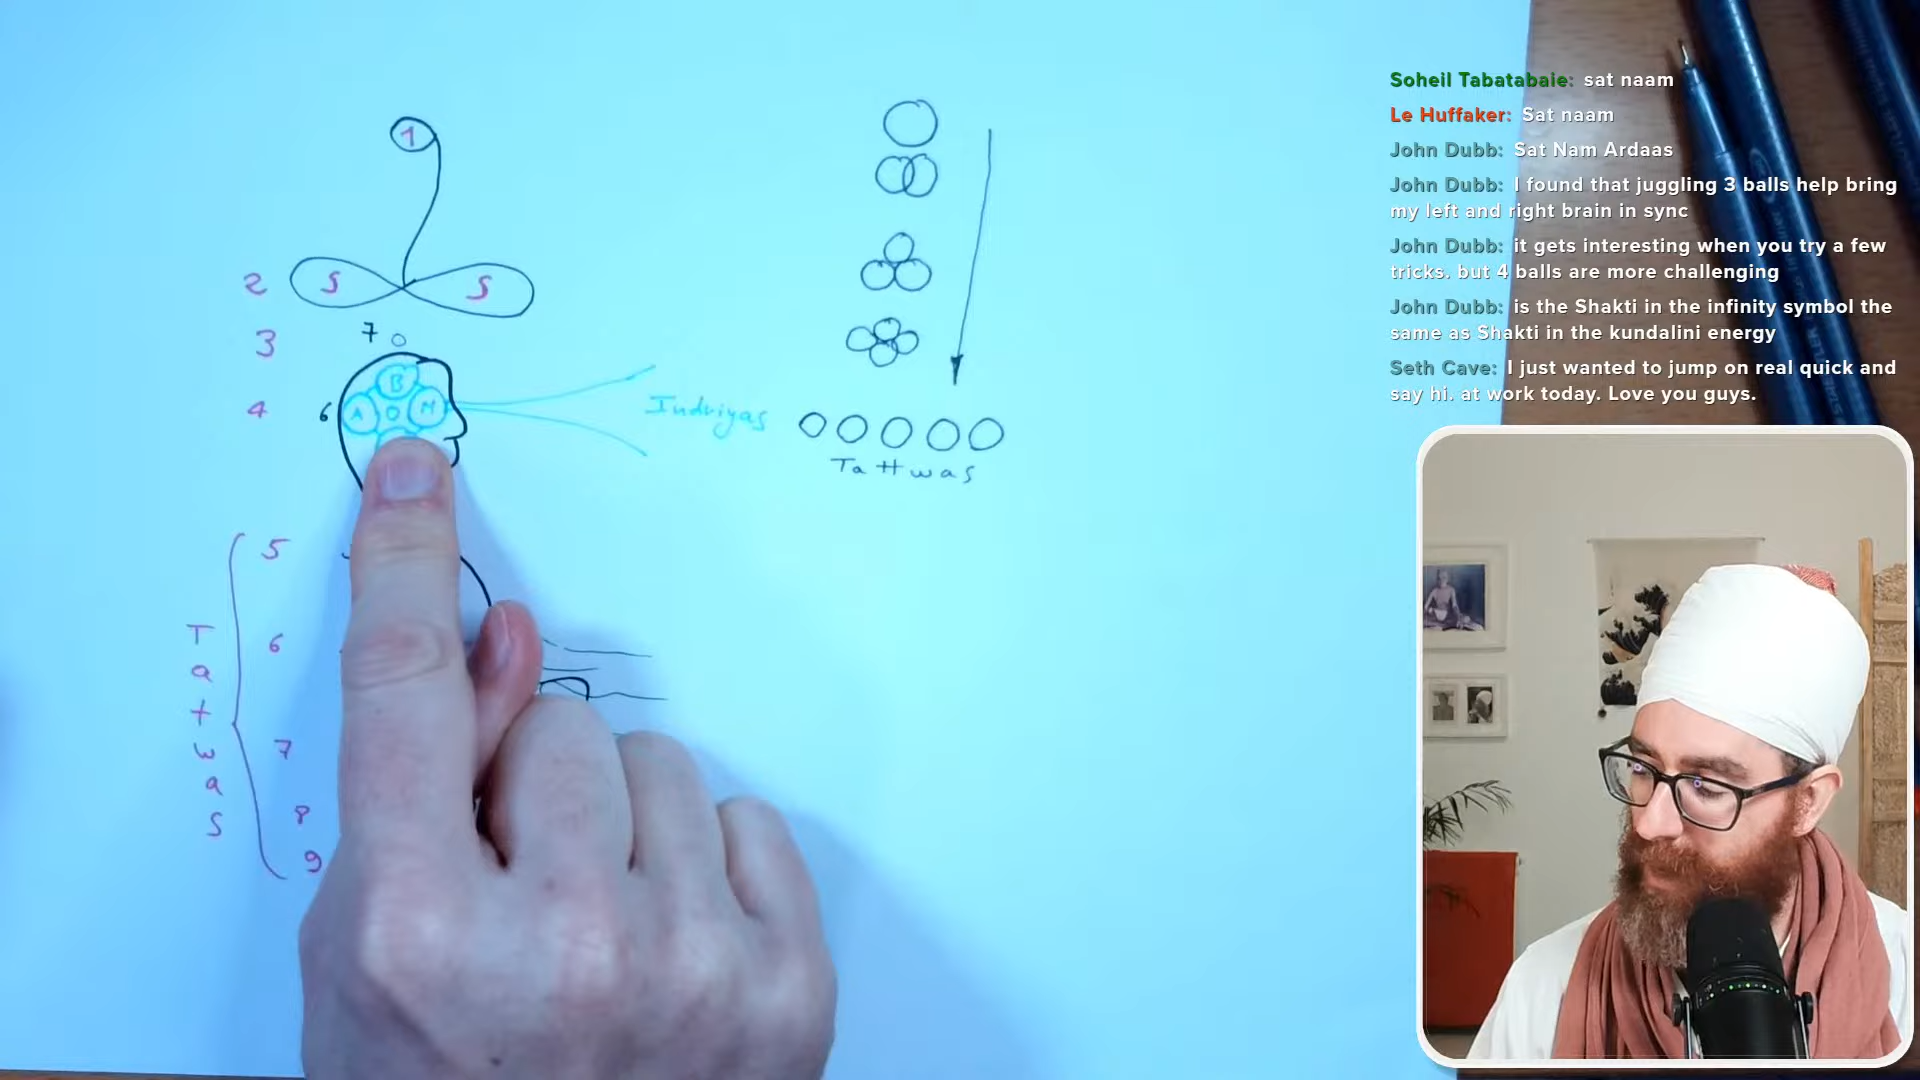 1
2 S S
3 7
B
4 6 A O M
Indriyas
Tattwas
5
6
7
8
9
Tatwas
Soheil Tabatabaie: sat naam
Le Huffaker: Sat naam
John Dubb: Sat Nam Ardaas
John Dubb: I found that juggling 3 balls help bring
my left and right brain in sync
John Dubb: it gets interesting when you try a few
tricks. but 4 balls are more challenging
John Dubb: is the Shakti in the infinity symbol the
same as Shakti in the kundalini energy
Seth Cave: I just wanted to jump on real quick and
say hi. at work today. Love you guys.